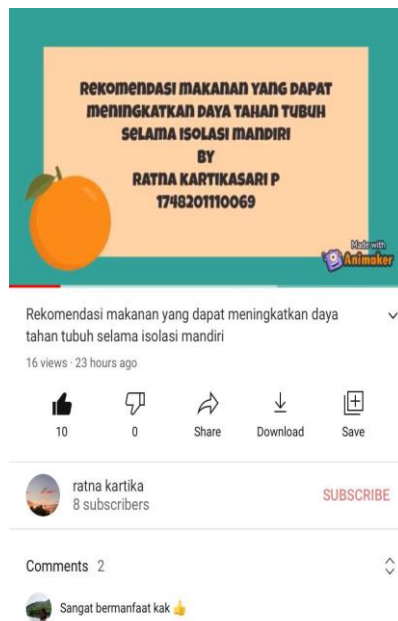 REKOMENDASI MAKANAN YANG DAPAT
MENINGKATKAN DAYA TAHAN TUBUH
SELAMA ISOLASI MANDIRI
BY
RATNA KARTIKASARI P
1748201110069
Made with
Animaker
Rekomendasi makanan yang dapat meningkatkan daya
tahan tubuh selama isolasi mandiri
16 views · 23 hours ago
10 0 Share Download Save
ratna kartika
8 subscribers
SUBSCRIBE
Comments 2
Sangat bermanfaat kak 👍